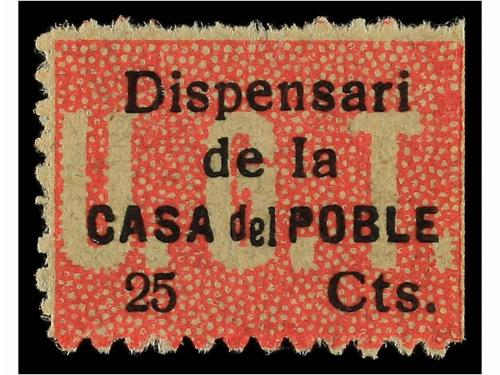 U.G.T.
Dispensari
de la
CASA del POBLE
25 Cts.